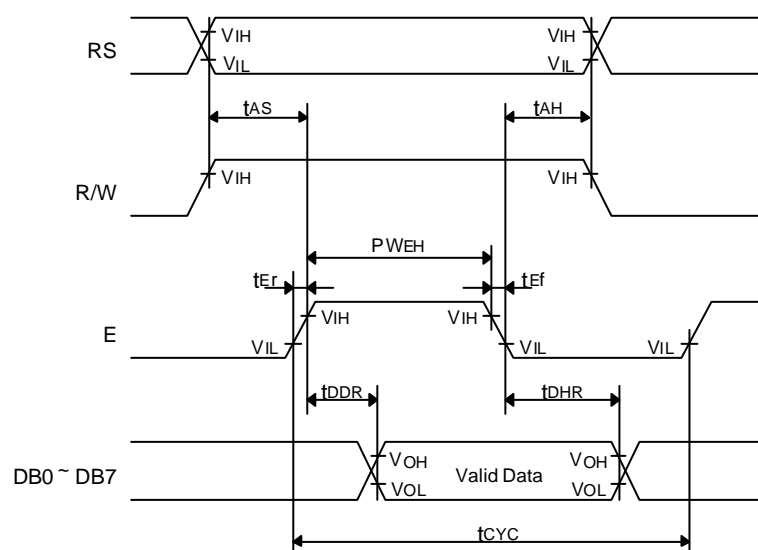 RS
VIH
VIH
VIL
VIL
tAS
tAH
R/W
VIH
VIH
PWEH
tEr
tEf
E
VIH
VIH
VIL
VIL
VIL
tDDR
tDHR
DB0 ~ DB7
VOH
Valid Data
VOH
VOL
VOL
tCYC